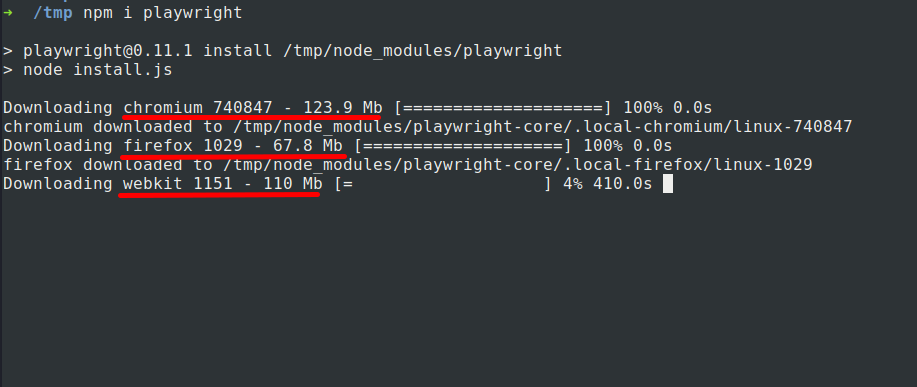 → /tmp npm i playwright
> playwright@0.11.1 install /tmp/node_modules/playwright
> node install.js
Downloading chromium 740847 - 123.9 Mb [====================] 100% 0.0s
chromium downloaded to /tmp/node_modules/playwright-core/.local-chromium/linux-740847
Downloading firefox 1029 - 67.8 Mb [====================] 100% 0.0s
firefox downloaded to /tmp/node_modules/playwright-core/.local-firefox/linux-1029
Downloading webkit 1151 - 110 Mb [=                   ] 4% 410.0s